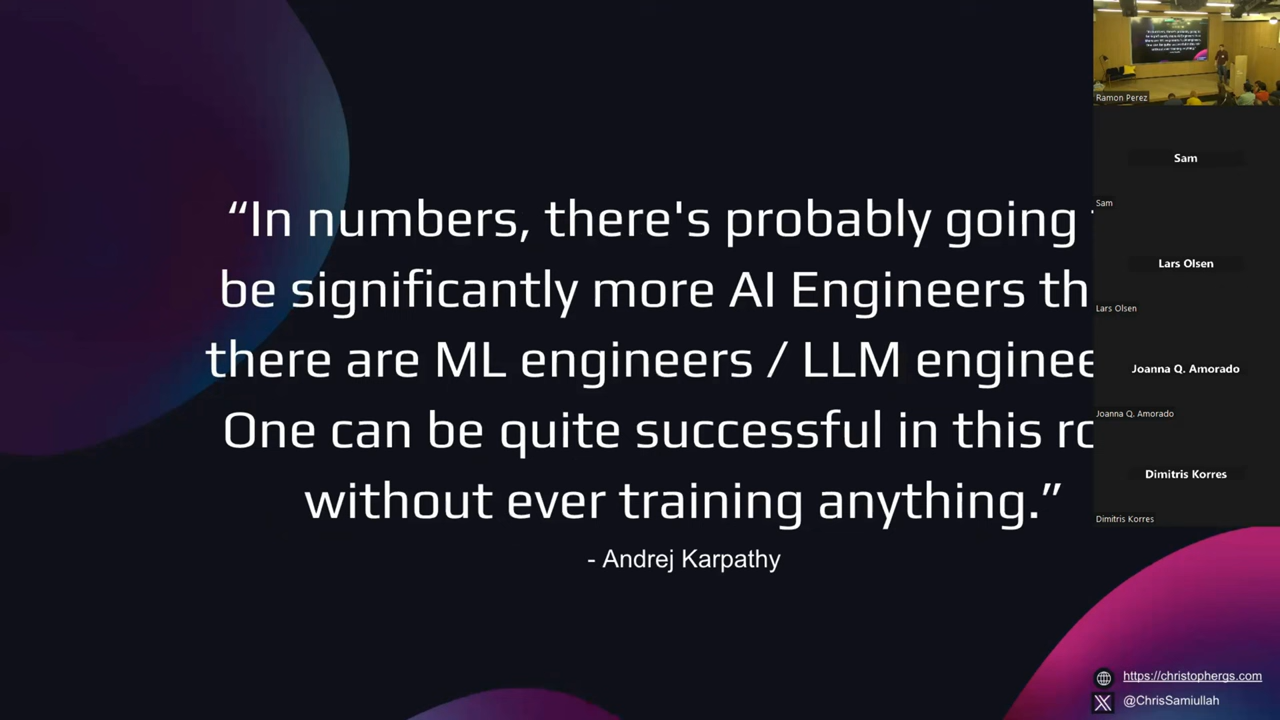 “In numbers, there's probably going
be significantly more AI Engineers th
there are ML engineers / LLM enginee
One can be quite successful in this ro
without ever training anything.”
- Andrej Karpathy
Ramon Perez
Sam
Sam
Lars Olsen
Lars Olsen
Joanna Q. Amorado
Joanna Q. Amorado
Dimitris Korres
Dimitris Korres
https://christophergs.com
@ChrisSamiullah